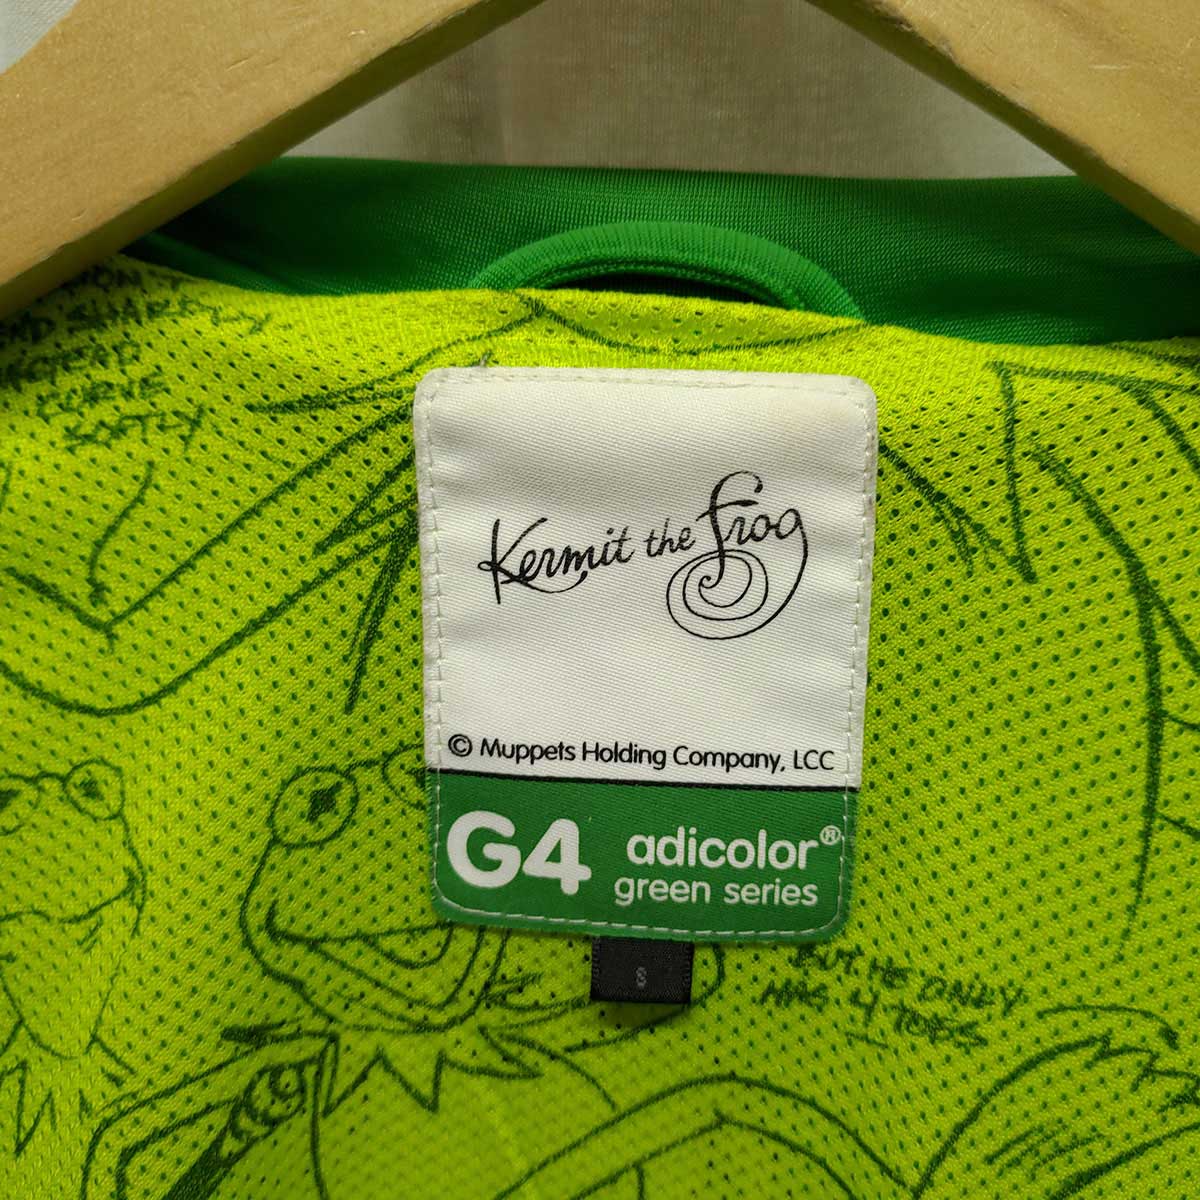 Kermit the Frog
© Muppets Holding Company, LCC
G4 adicolor®
green series
S
BUT HE ONLY
HAS 4 TOES